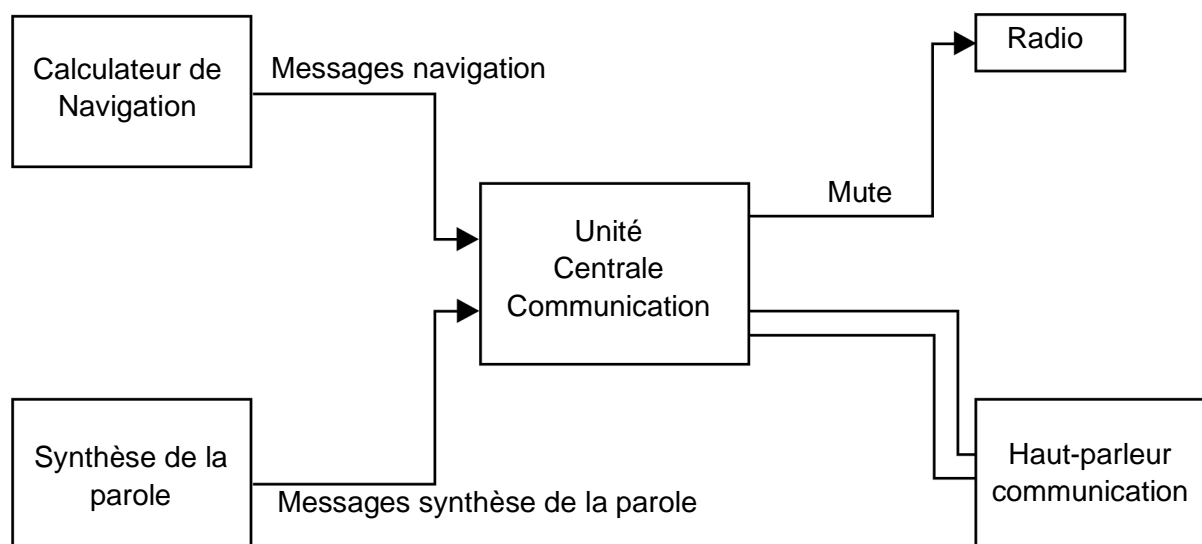 Calculateur de
Navigation
Messages navigation
Radio
Mute
Unité
Centrale
Communication
Synthèse de la
parole
Messages synthèse de la parole
Haut-parleur
communication